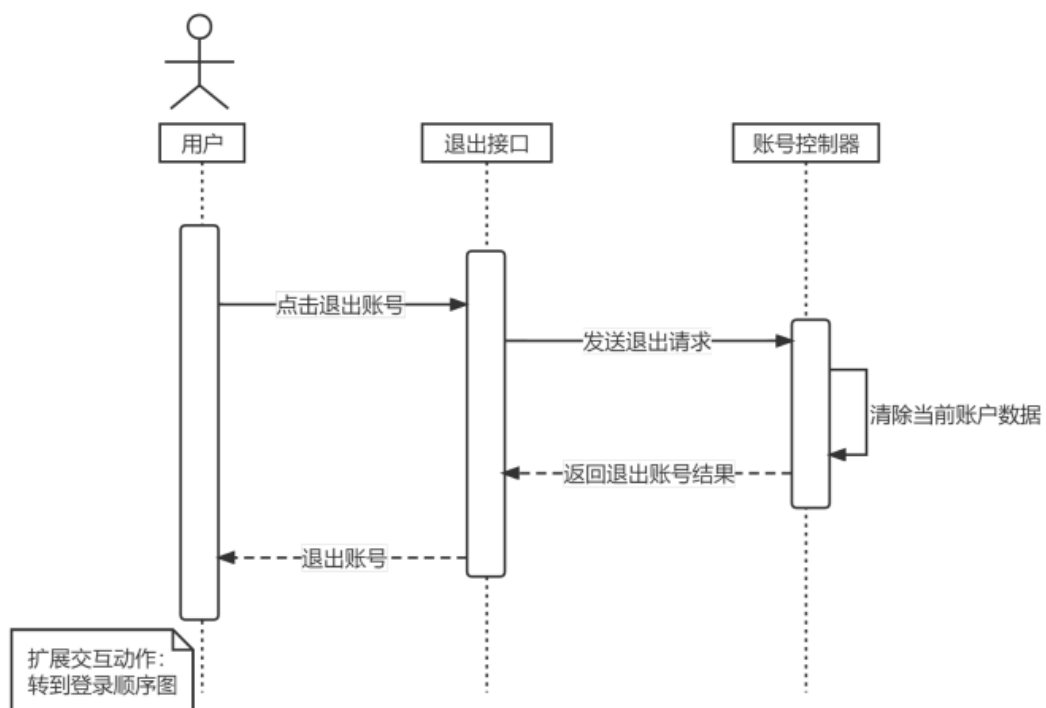 用户
退出接口
账号控制器
点击退出账号
发送退出请求
清除当前账户数据
返回退出账号结果
退出账号
扩展交互动作：
转到登录顺序图